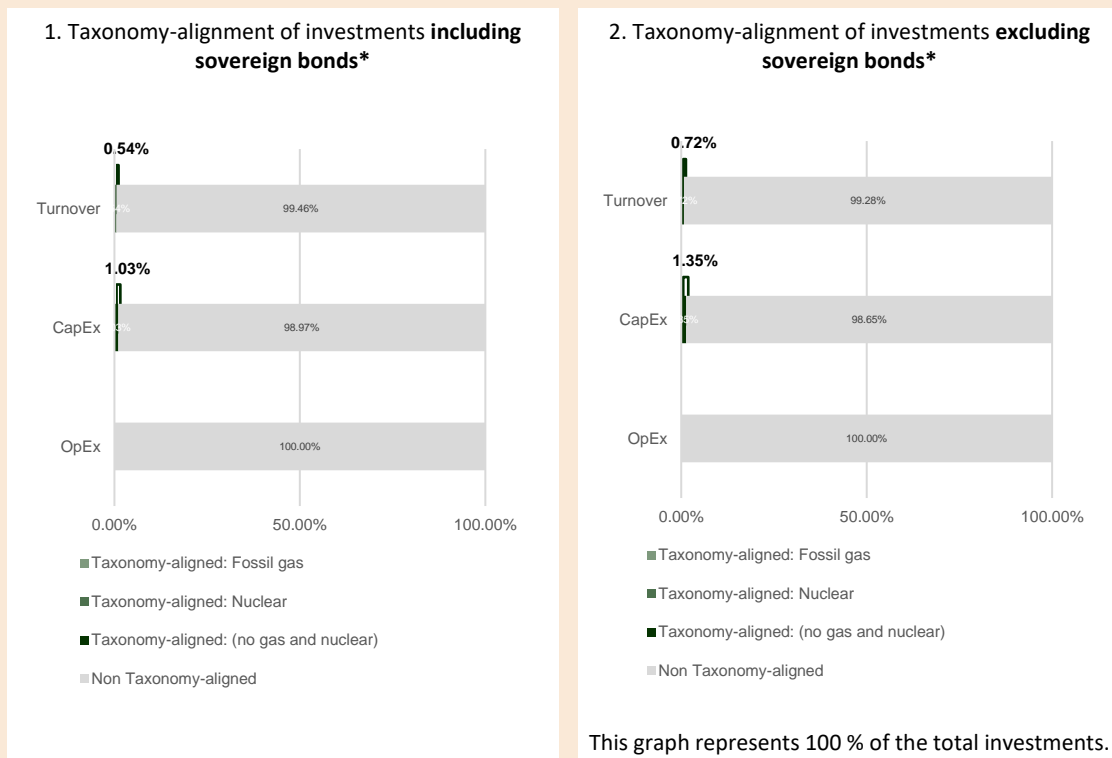 1. Taxonomy-alignment of investments including
sovereign bonds*
0.54%
Turnover
99.46%
1.03%
CapEx
98.97%
OpEx
100.00%
0.00%
50.00%
100.00%
Taxonomy-aligned: Fossil gas
Taxonomy-aligned: Nuclear
Taxonomy-aligned: (no gas and nuclear)
Non Taxonomy-aligned
2. Taxonomy-alignment of investments excluding
sovereign bonds*
0.72%
Turnover
99.28%
1.35%
CapEx
98.65%
OpEx
100.00%
0.00%
50.00%
100.00%
Taxonomy-aligned: Fossil gas
Taxonomy-aligned: Nuclear
Taxonomy-aligned: (no gas and nuclear)
Non Taxonomy-aligned
This graph represents 100 % of the total investments.